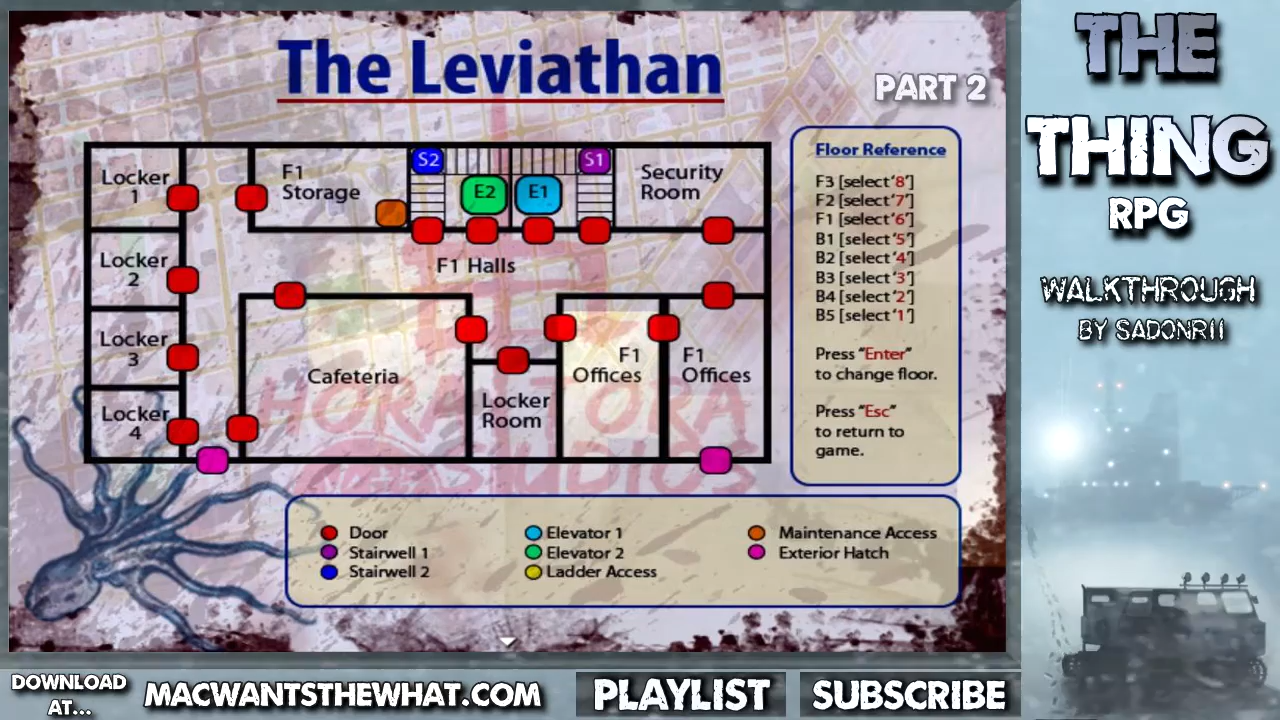 The Leviathan
PART 2
Locker
1
F1
Storage
S2
E2
E1
S1
Security
Room
Locker
2
F1 Halls
Locker
3
Cafeteria
Locker
Room
F1
Offices
F1
Offices
Locker
4
HORA TORA
STUDIOS
Floor Reference
F3 [select '8']
F2 [select '7']
F1 [select '6']
B1 [select '5']
B2 [select '4']
B3 [select '3']
B4 [select '2']
B5 [select '1']
Press "Enter"
to change floor.
Press "Esc"
to return to
game.
Door
Stairwell 1
Stairwell 2
Elevator 1
Elevator 2
Ladder Access
Maintenance Access
Exterior Hatch
THE
THING
RPG
WALKTHROUGH
BY SADONR11
DOWNLOAD
AT...
MACWANTSTHEWHAT.COM
PLAYLIST
SUBSCRIBE